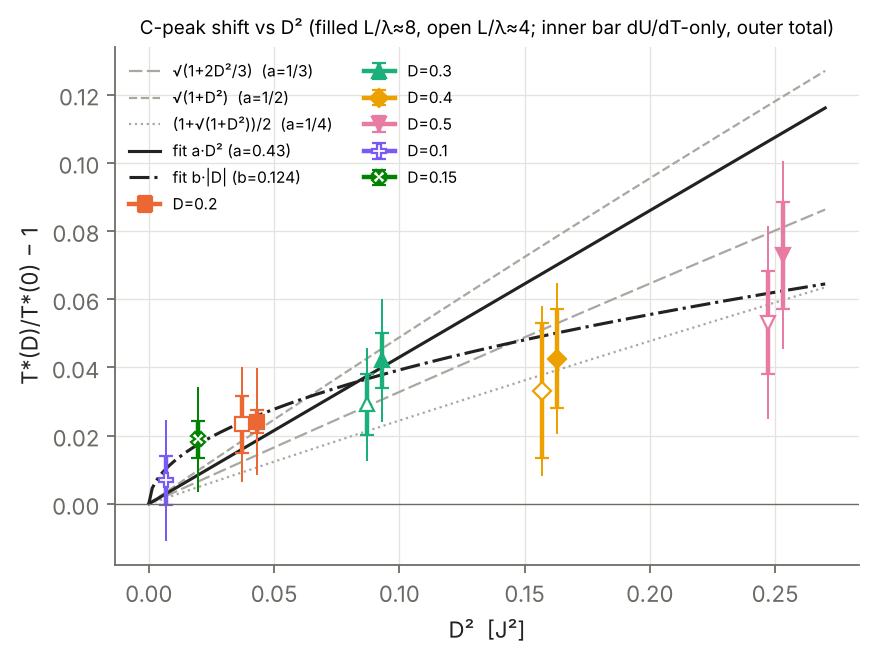 C-peak shift vs D² (filled L/λ≈8, open L/λ≈4; inner bar dU/dT-only, outer total)
√(1+2D²/3) (a=1/3)
√(1+D²) (a=1/2)
(1+√(1+D²))/2 (a=1/4)
fit a·D² (a=0.43)
fit b·|D| (b=0.124)
D=0.2
D=0.3
D=0.4
D=0.5
D=0.1
D=0.15
T*(D)/T*(0) − 1
0.12
0.10
0.08
0.06
0.04
0.02
0.00
0.00
0.05
0.10
0.15
0.20
0.25
D² [J²]